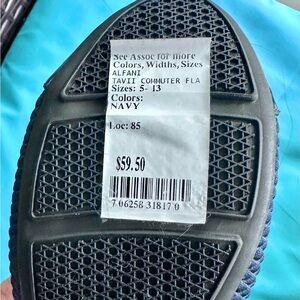 See Assoc for more
Colors, Widths, Sizes
ALFANI
TAVII COMMUTER FLA
Sizes: 5- 13
Colors:
NAVY
Loc: 85
$59.50
7 06258 31817 0